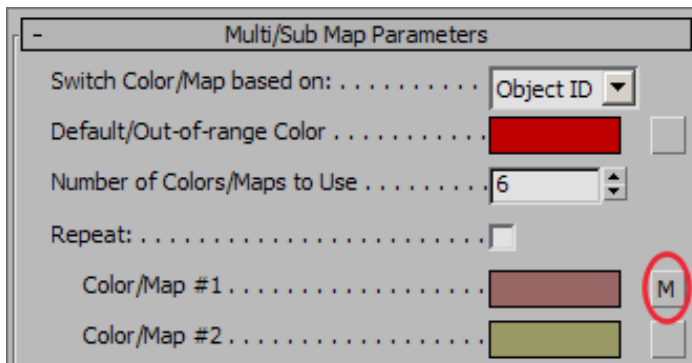 - Multi/Sub Map Parameters
Switch Color/Map based on: . . . . . . . . . . Object ID
Default/Out-of-range Color . . . . . . . . . . .
Number of Colors/Maps to Use . . . . . . . . . 6
Repeat: . . . . . . . . . . . . . . . . . . . . . . . . .
Color/Map #1 . . . . . . . . . . . . . . . . . . . M
Color/Map #2 . . . . . . . . . . . . . . . . . . .